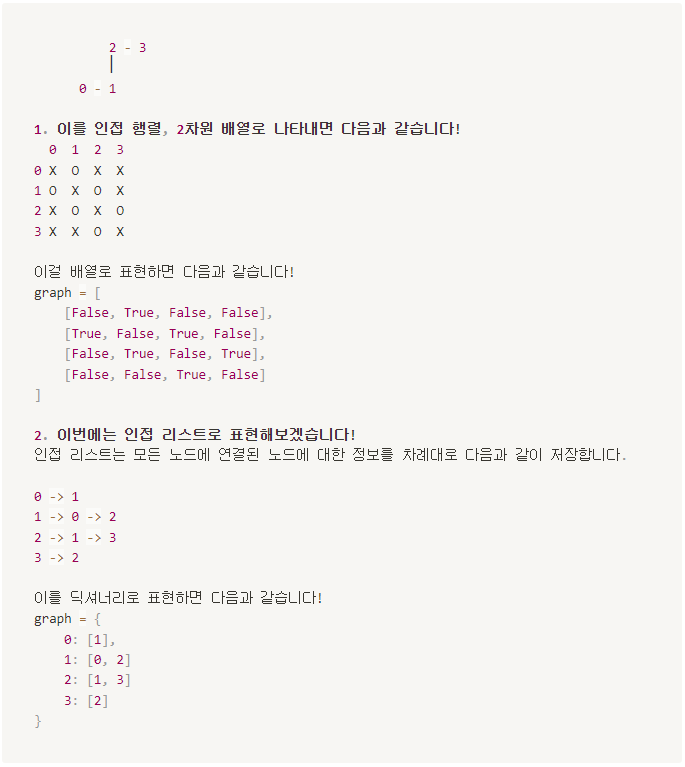 2 - 3
|
0 - 1
1. 이를 인접 행렬, 2차원 배열로 나타내면 다음과 같습니다!
0 1 2 3
0 X O X X
1 O X O X
2 X O X O
3 X X O X
이걸 배열로 표현하면 다음과 같습니다!
graph = [
[False, True, False, False],
[True, False, True, False],
[False, True, False, True],
[False, False, True, False]
]
2. 이번에는 인접 리스트로 표현해보겠습니다!
인접 리스트는 모든 노드에 연결된 노드에 대한 정보를 차례대로 다음과 같이 저장합니다.
0 -> 1
1 -> 0 -> 2
2 -> 1 -> 3
3 -> 2
이를 딕셔너리로 표현하면 다음과 같습니다!
graph = {
0: [1],
1: [0, 2]
2: [1, 3]
3: [2]
}